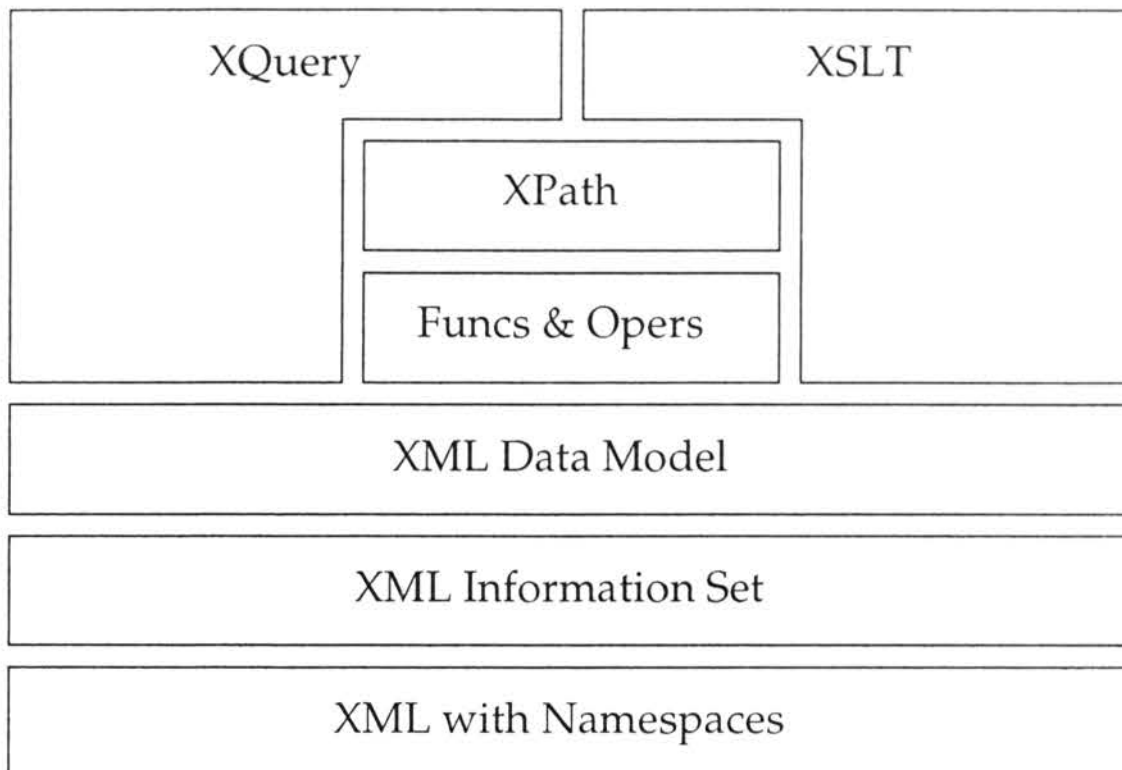 XQuery
XSLT
XPath
Funcs & Opers
XML Data Model
XML Information Set
XML with Namespaces